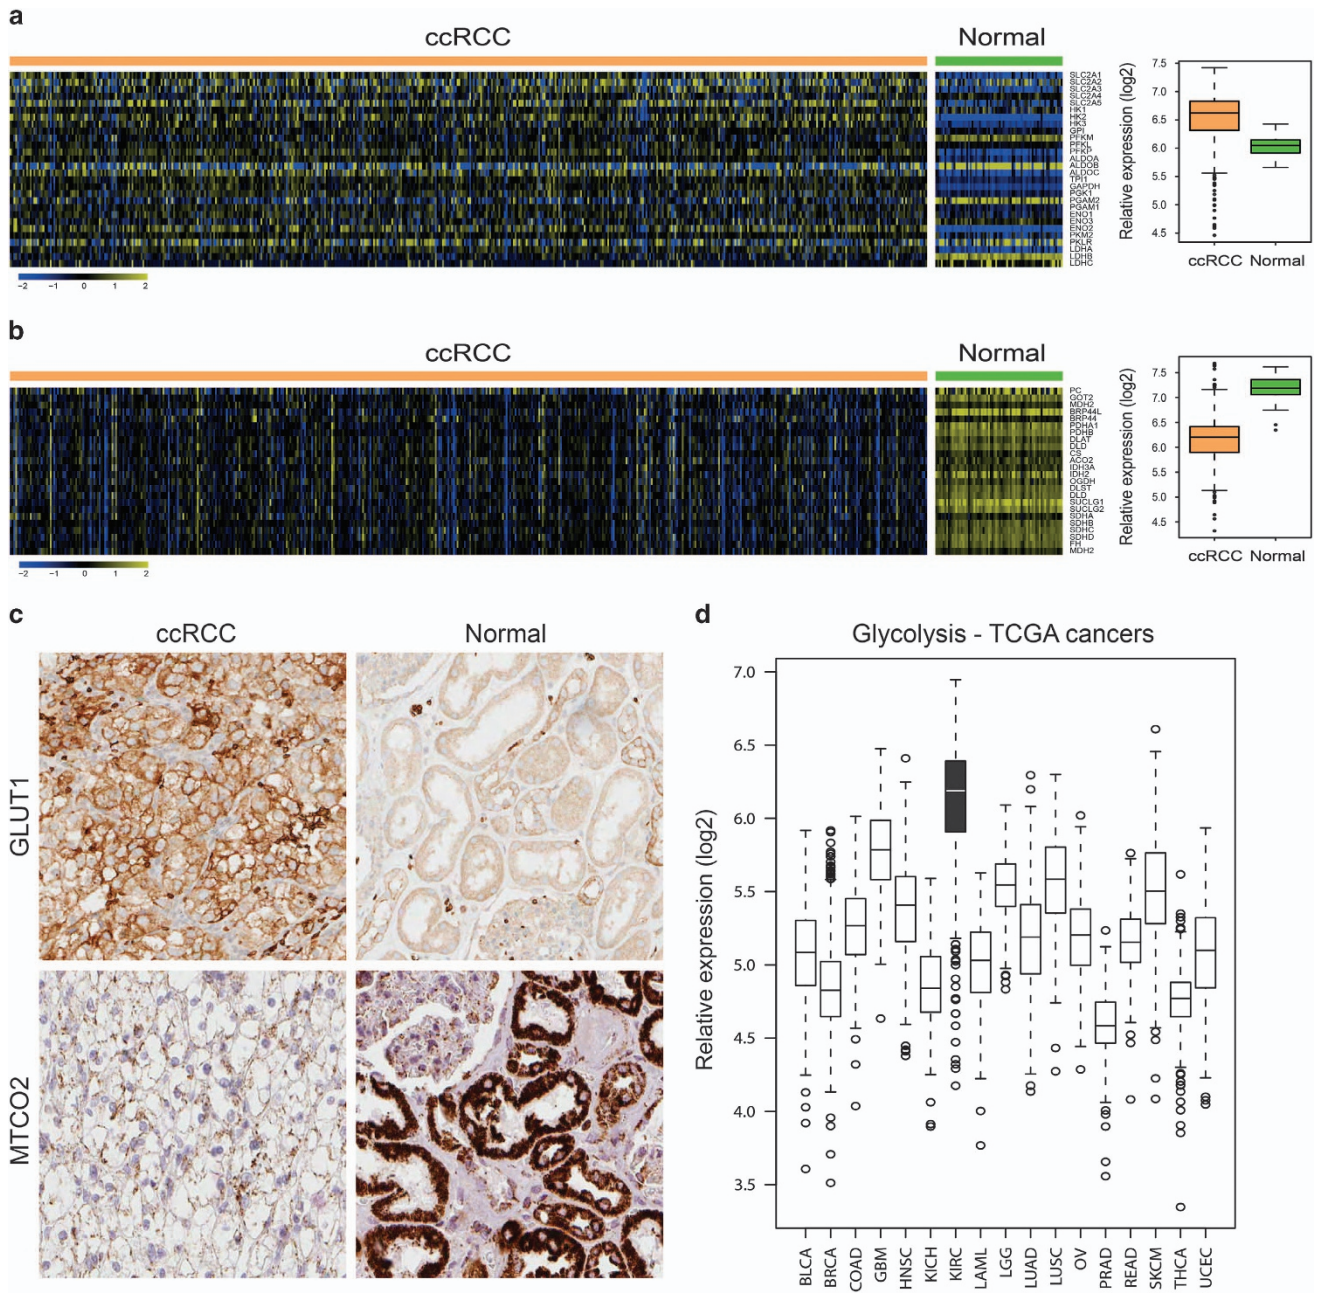 a
ccRCC
Normal
SLC2A1
SLC2A2
SLC2A3
SLC2A4
SLC2A5
HK1
HK2
HK3
GPI
PFKM
PFKL
PFKP
ALDOA
ALDOB
ALDOC
TPI1
GAPDH
PGK1
PGAM2
PGAM1
ENO1
ENO3
ENO2
PKM2
PKLR
LDHA
LDHB
LDHC
−2 −1 0 1 2
Relative expression (log2)
7.5
7.0
6.5
6.0
5.5
5.0
4.5
ccRCC Normal
b
ccRCC
Normal
PC
GOT2
MDH2
BRP44L
BRP44
PDHA1
PDHB
DLAT
DLD
CS
ACO2
IDH3A
IDH2
OGDH
DLST
DLD
SUCLG1
SUCLG2
SDHA
SDHB
SDHC
SDHD
FH
MDH2
−2 −1 0 1 2
Relative expression (log2)
7.5
7.0
6.5
6.0
5.5
5.0
4.5
ccRCC Normal
c
ccRCC
Normal
GLUT1
MTCO2
d
Glycolysis - TCGA cancers
Relative expression (log2)
7.0
6.5
6.0
5.5
5.0
4.5
4.0
3.5
BLCA
BRCA
COAD
GBM
HNSC
KICH
KIRC
LAML
LGG
LUAD
LUSC
OV
PRAD
READ
SKCM
THCA
UCEC